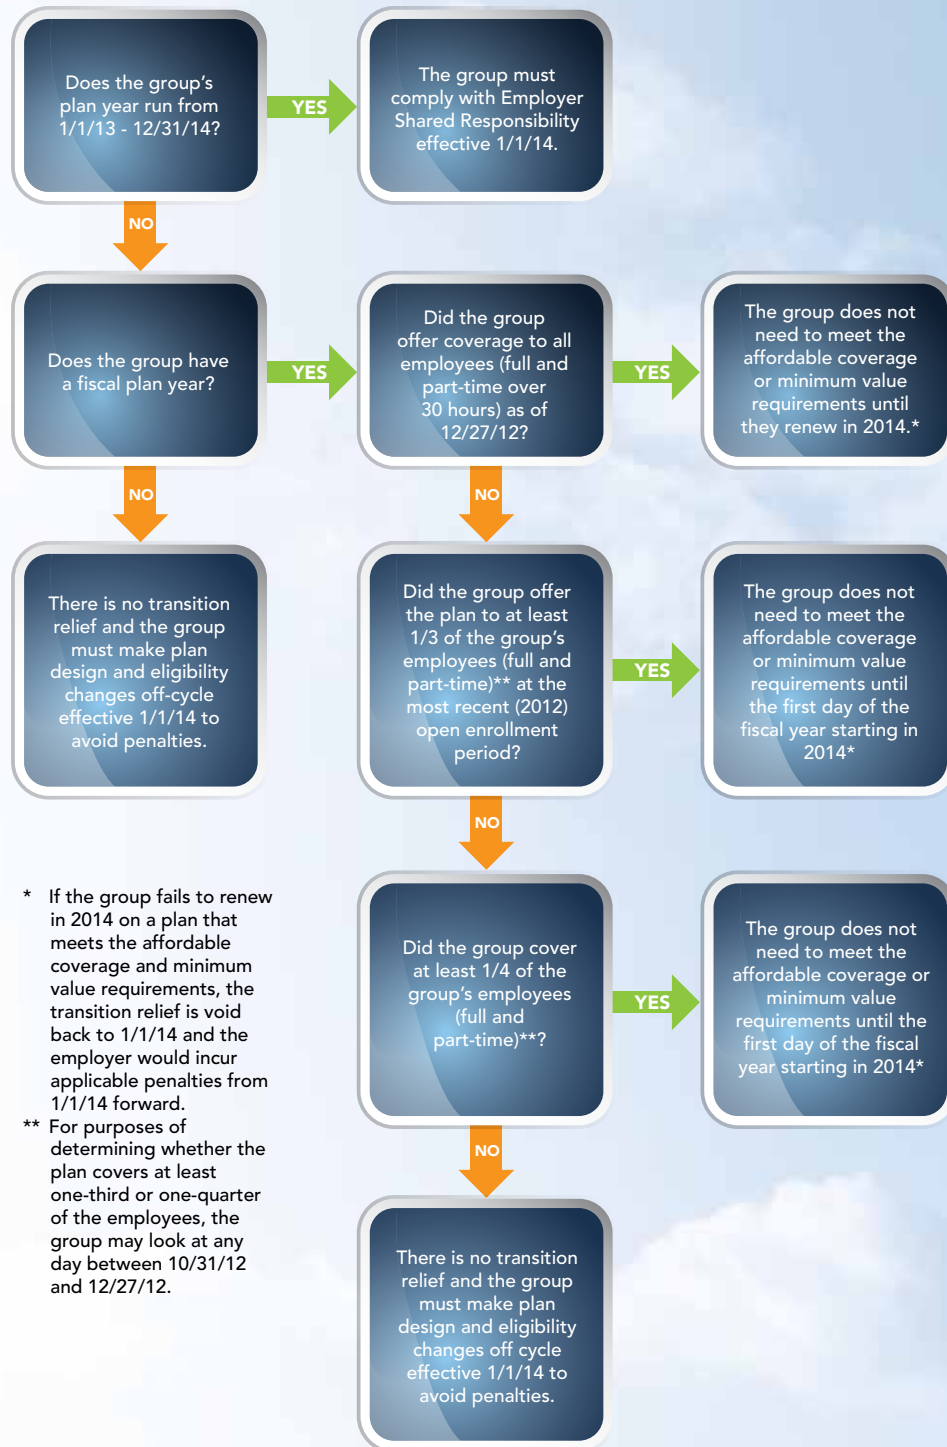 Does the group's
plan year run from
1/1/13 - 12/31/14?
YES
The group must
comply with Employer
Shared Responsibility
effective 1/1/14.
NO
Does the group have
a fiscal plan year?
YES
Did the group
offer coverage to all
employees (full and
part-time over
30 hours) as of
12/27/12?
YES
The group does not
need to meet the
affordable coverage
or minimum value
requirements until
they renew in 2014.*
NO
NO
There is no transition
relief and the group
must make plan
design and eligibility
changes off-cycle
effective 1/1/14 to
avoid penalties.
Did the group offer
the plan to at least
1/3 of the group's
employees (full and
part-time)** at the
most recent (2012)
open enrollment
period?
YES
The group does not
need to meet the
affordable coverage
or minimum value
requirements until
the first day of the
fiscal year starting in
2014*
NO
Did the group cover
at least 1/4 of the
group's employees
(full and
part-time)**?
YES
The group does not
need to meet the
affordable coverage or
minimum value
requirements until the
first day of the fiscal
year starting in 2014*
NO
There is no transition
relief and the group
must make plan
design and eligibility
changes off cycle
effective 1/1/14 to
avoid penalties.
* If the group fails to renew
in 2014 on a plan that
meets the affordable
coverage and minimum
value requirements, the
transition relief is void
back to 1/1/14 and the
employer would incur
applicable penalties from
1/1/14 forward.
** For purposes of
determining whether the
plan covers at least
one-third or one-quarter
of the employees, the
group may look at any
day between 10/31/12
and 12/27/12.